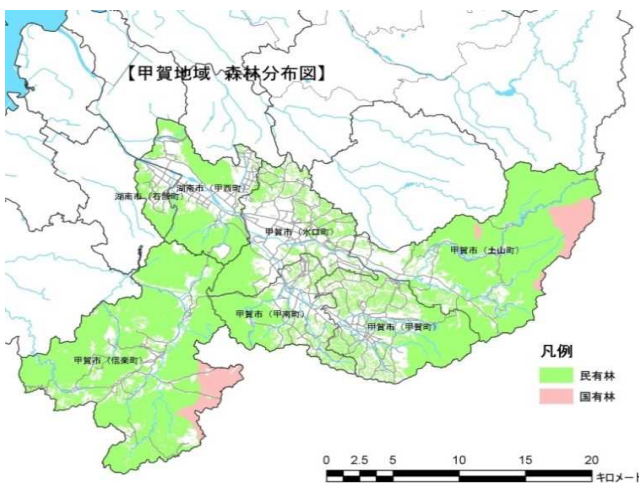 【甲賀地域 森林分布図】
湖南市（甲西町）
湖南市（石部町）
甲賀市（水口町）
甲賀市（土山町）
甲賀市（甲南町）
甲賀市（甲賀町）
甲賀市（信楽町）
凡例
民有林
国有林
0 2.5 5 10 15 20
キロメート